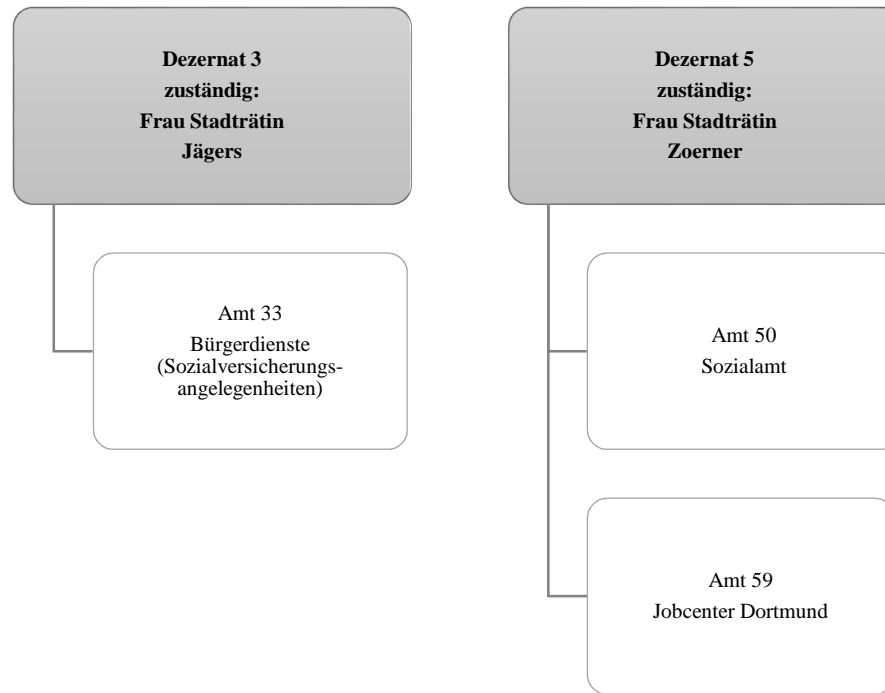 Dezernat 3
zuständig:
Frau Stadträtin
Jägers
Amt 33
Bürgerdienste
(Sozialversicherungs-
angelegenheiten)
Dezernat 5
zuständig:
Frau Stadträtin
Zoerner
Amt 50
Sozialamt
Amt 59
Jobcenter Dortmund